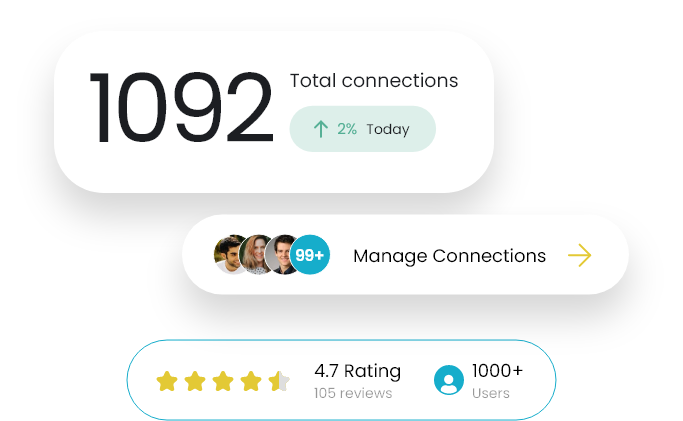 1092
Total connections
2% Today
99+
Manage Connections
4.7 Rating
105 reviews
1000+
Users